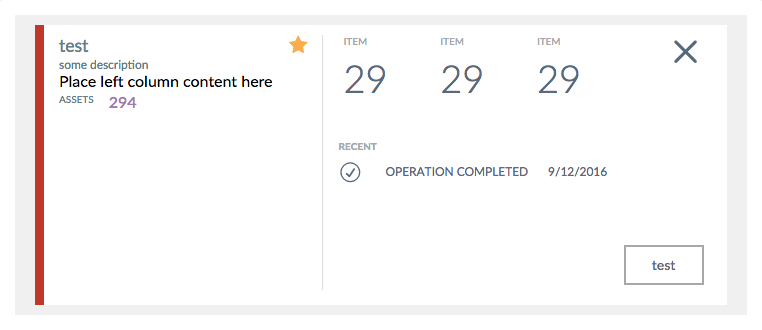 test
some description
Place left column content here
ASSETS 294
ITEM ITEM ITEM
29 29 29
RECENT
OPERATION COMPLETED 9/12/2016
test